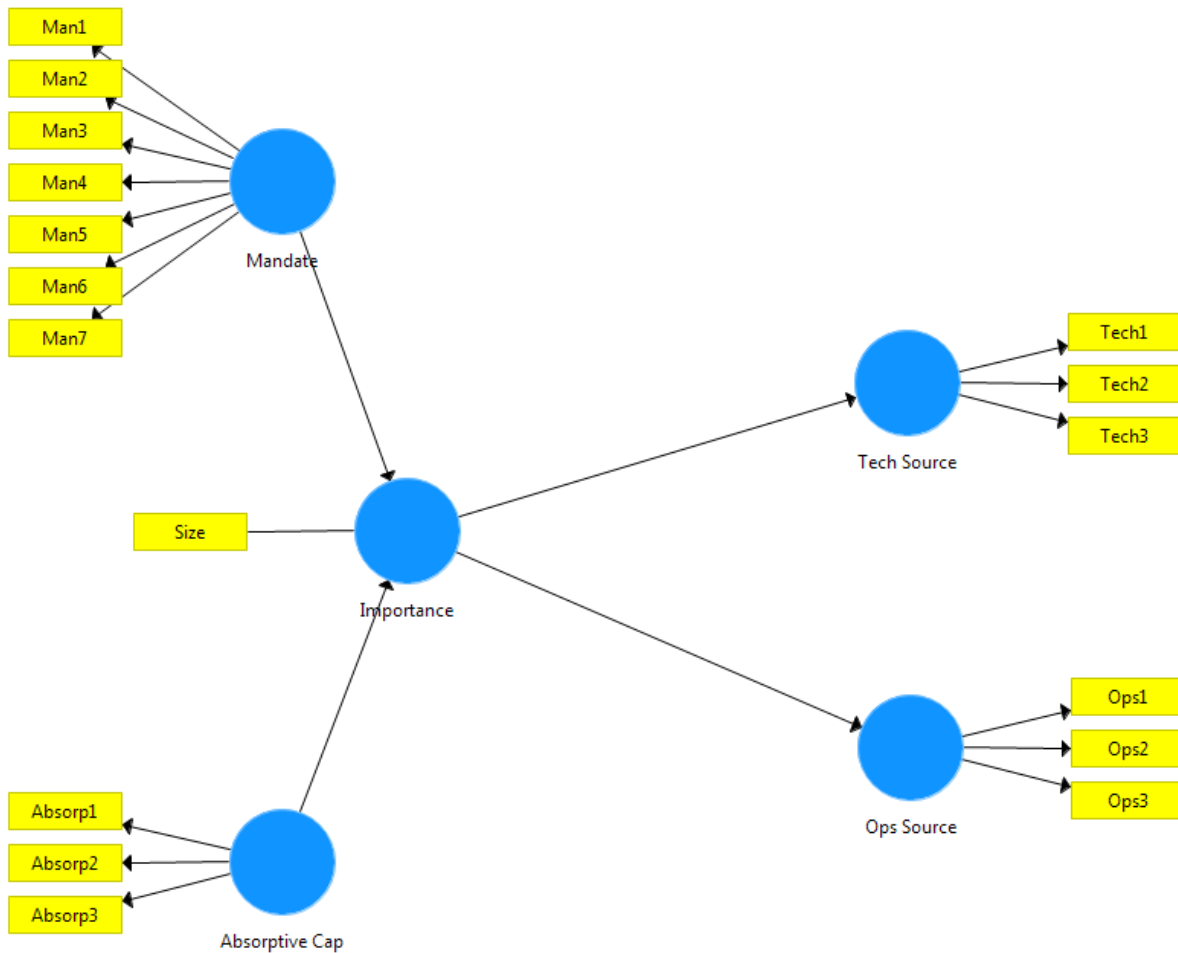 Man1
Man2
Man3
Man4
Man5
Man6
Man7
Mandate
Tech1
Tech2
Tech3
Tech Source
Size
Importance
Ops1
Ops2
Ops3
Ops Source
Absorp1
Absorp2
Absorp3
Absorptive Cap